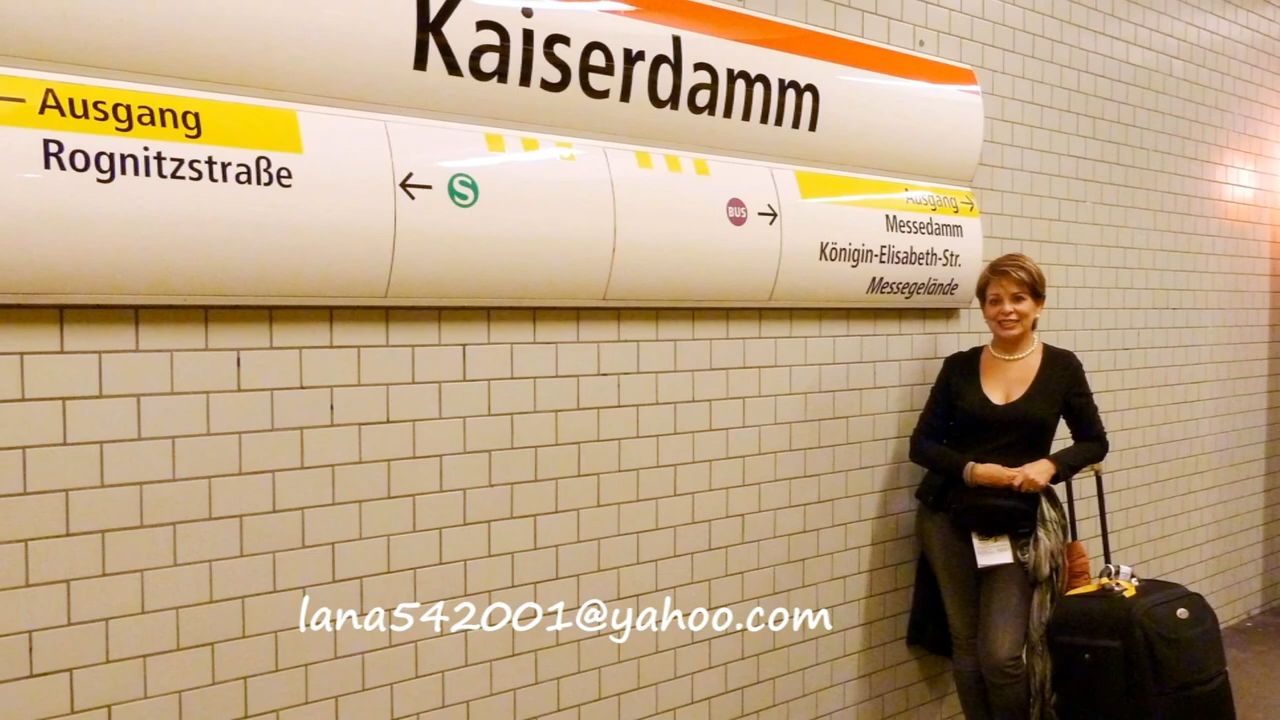 Kaiserdamm
Ausgang
Rognitzstraße
← S
BUS →
Ausgang →
Messedamm
Königin-Elisabeth-Str.
Messegelände
lana542001@yahoo.com